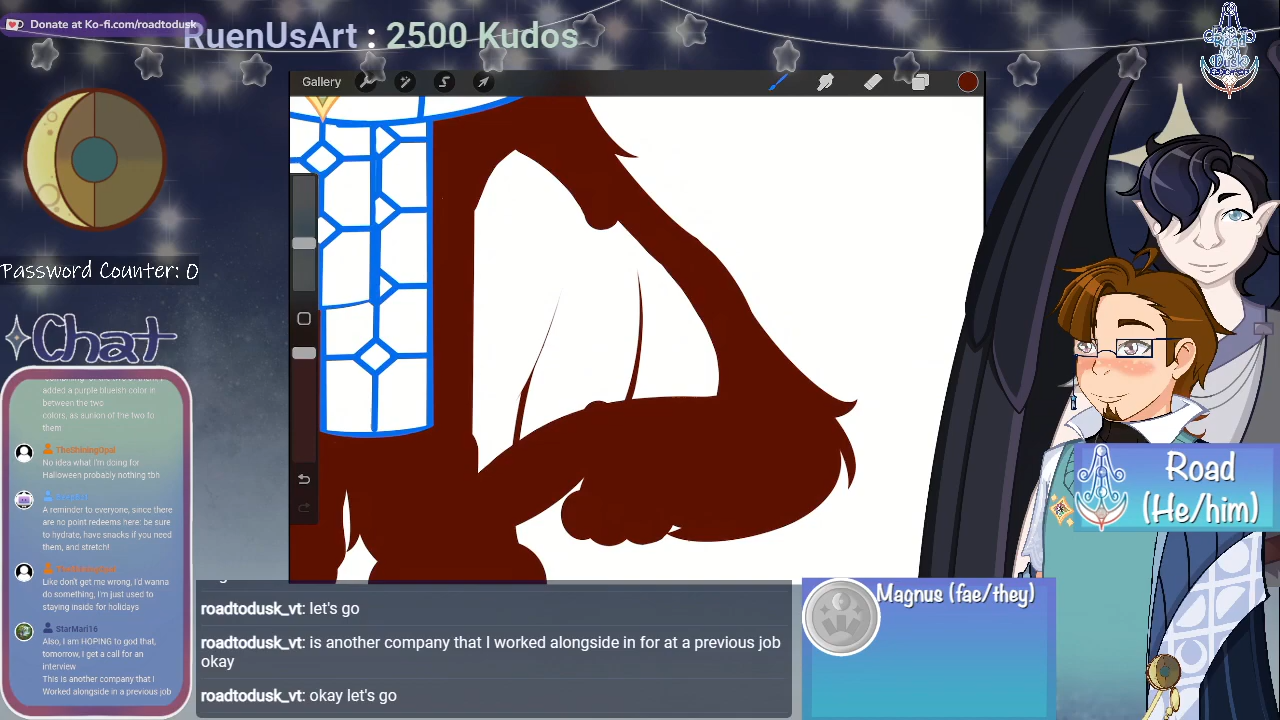 Donate at Ko-fi.com/roadtodusk
RuenUsArt : 2500 Kudos
Road
to
Dusk
Gallery
Password Counter: 0
Chat
added a purple blueish color in
between the two
colors, as aunion of the two to
them
TheShiningOpal
No idea what I'm doing for
Halloween probably nothing tbh
A reminder to everyone, since there
are no point redeems here: be sure
to hydrate, have snacks if you need
them, and stretch!
Like don't get me wrong, I'd wanna
do something, I'm just used to
staying inside for holidays
StarMari16
Also, I am HOPING to god that,
tomorrow, I get a call for an
interview
This is another company that I
Worked alongside in a previous job
roadtodusk_vt: let's go
roadtodusk_vt: is another company that I worked alongside in for at a previous job
okay
roadtodusk_vt: okay let's go
Magnus (fae/they)
Road
(He/him)